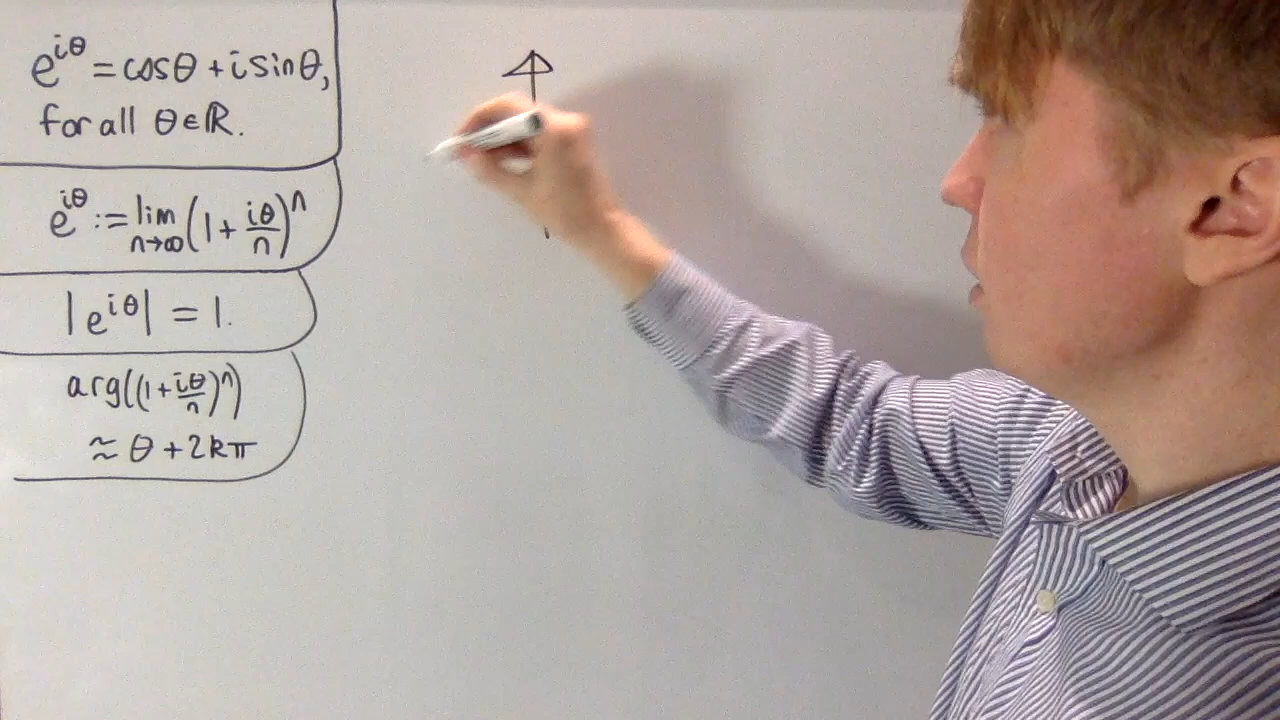 e^{iθ} = cosθ + i sinθ,
for all θ∈ℝ.
e^{iθ} := lim_{n→∞} (1 + iθ/n)^n
|e^{iθ}| = 1.
arg((1+iθ/n)^n)
≈ θ + 2kπ